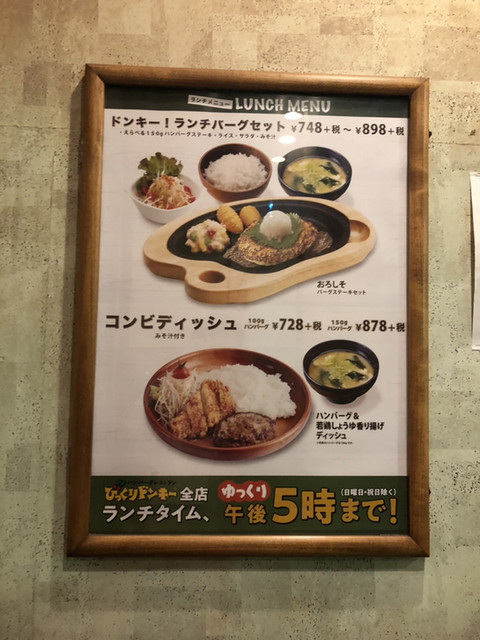 ランチメニュー LUNCH MENU
ドンキー！ランチバーグセット ¥748+税 〜 ¥898+税
・えらべる150gハンバーグステーキ・ライス・サラダ・みそ汁
おろしそ
バーグステーキセット
コンビディッシュ 100g ハンバーグ ¥728+税 150g ハンバーグ ¥878+税
みそ汁付き
ハンバーグ＆
若鶏しょうゆ香り揚げ
ディッシュ
びっくりドンキー 全店
ランチタイム、
ゆっくり
午後5時まで！
(日曜日・祝日除く)